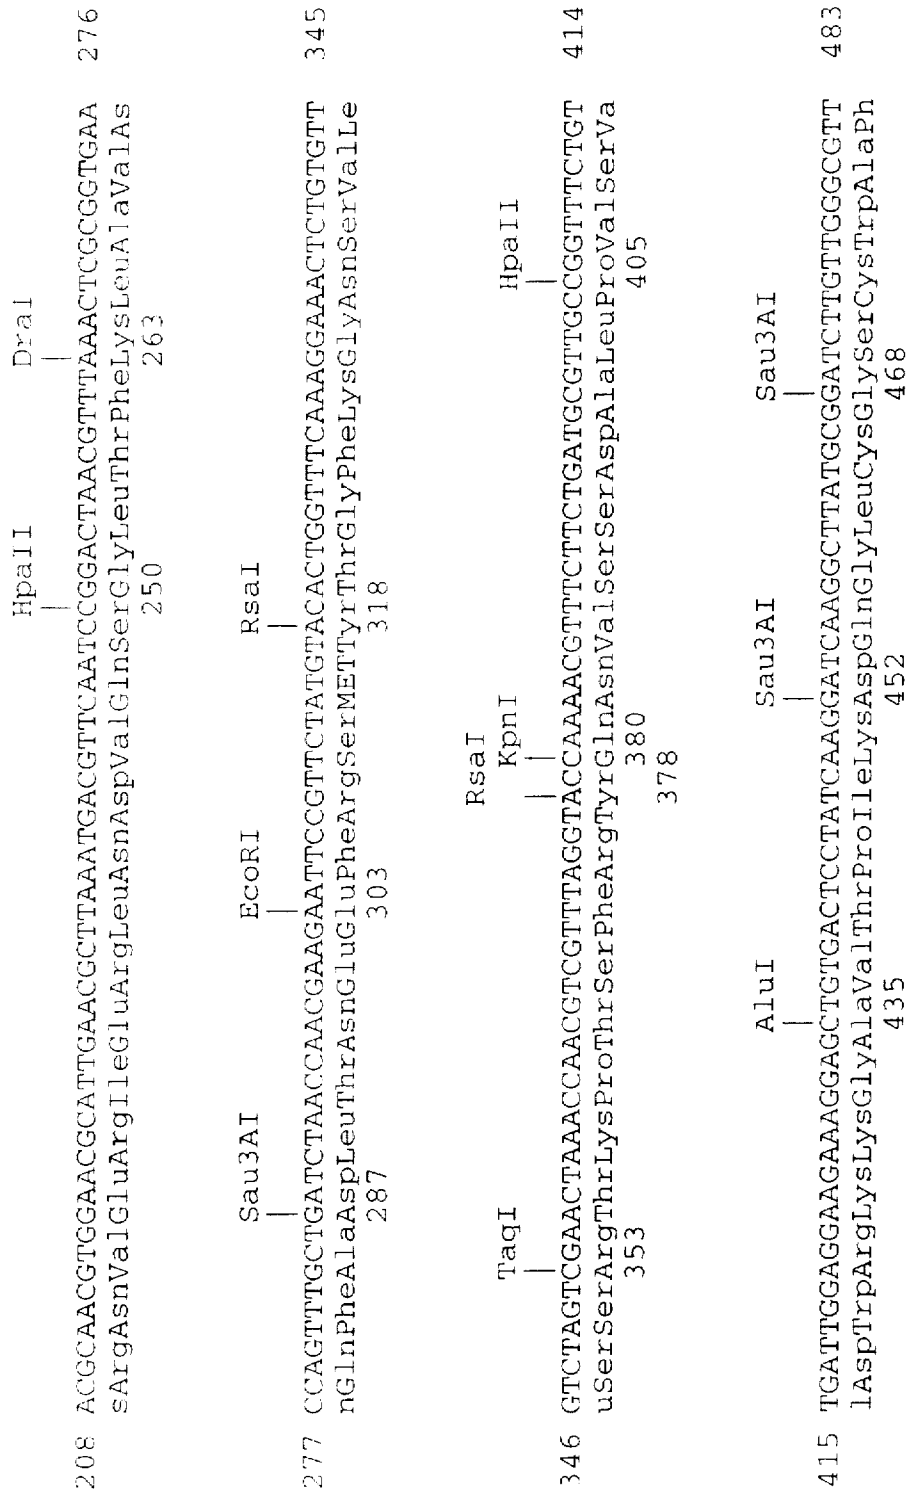 HpaII DraI
208 ACGCAACGTGGAACGCATTGAACGCTTAAATGACGTTCAATCCGGACTAACGTTTAAACTCGCGGTGAA 276
sArgAsnValGluArgIleGluArgLeuAsnAspValGlnSerGlyLeuThrPheLysLeuAlaValAs
250 263
Sau3AI EcoRI RsaI
277 CCAGTTTGCTGATCTAACCAACGAAGAATTCCGTTCTATGTACACTGGTTTCAAAGGAAACTCTGTGTT 345
nGlnPheAlaAspLeuThrAsnGluGluPheArgSerMETTyrThrGlyPheLysGlyAsnSerValLe
287 303 318
RsaI
TaqI KpnI HpaII
346 GTCTAGTCGAACTAAACCAACGTCGTTTAGGTACCAAAACGTTTCTTCTGATGCGTTGCCGGTTTCTGT 414
uSerSerArgThrLysProThrSerPheArgTyrGlnAsnValSerSerAspAlaLeuProValSerVa
353 380 405
378
AluI Sau3AI Sau3AI
415 TGATTGGAGGAAGAAAGGAGCTGTGACTCCTATCAAGGATCAAGGCTTATGCGGATCTTGTTGGGCGTT 483
lAspTrpArgLysLysGlyAlaValThrProIleLysAspGlnGlyLeuCysGlySerCysTrpAlaPh
435 452 468